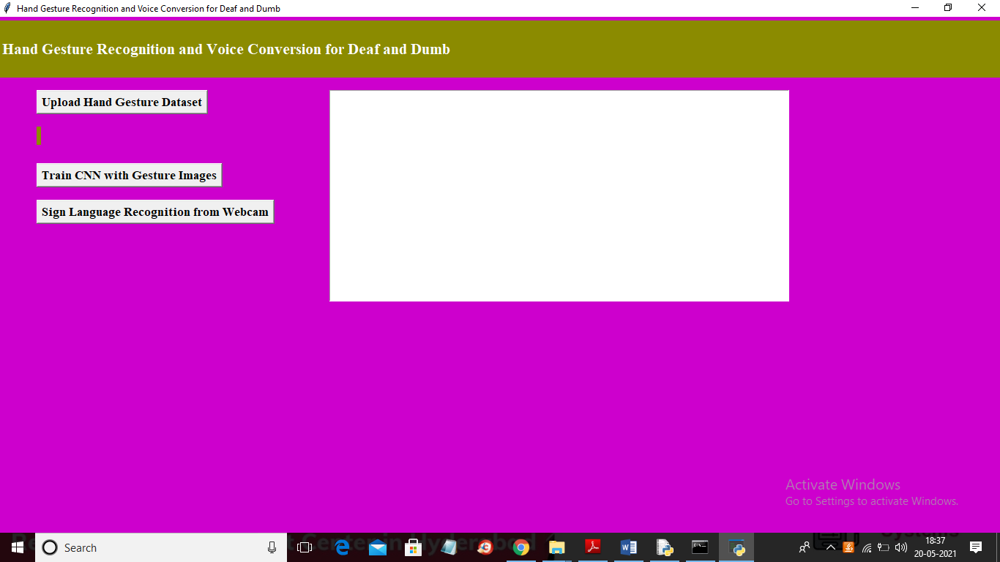 Hand Gesture Recognition and Voice Conversion for Deaf and Dumb
Hand Gesture Recognition and Voice Conversion for Deaf and Dumb
Upload Hand Gesture Dataset
Train CNN with Gesture Images
Sign Language Recognition from Webcam
Activate Windows
Go to Settings to activate Windows.
Search
18:37
20-05-2021